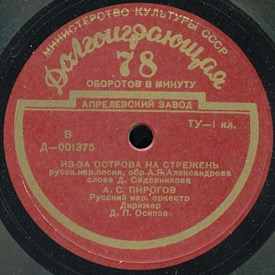 МИНИСТЕРСТВО КУЛЬТУРЫ СССР
Долгоиграющая
78
ОБОРОТОВ В МИНУТУ
АПРЕЛЕВСКИЙ ЗАВОД
ТУ—I кл.
В
Д—001375
ИЗ-ЗА ОСТРОВА НА СТРЕЖЕНЬ
русск.нар.песня, обр.А.В.Александрова
слова Д. Садовникова
А. С. ПИРОГОВ
Русский нар. оркестр
Дирижер
Д. П. Осипов